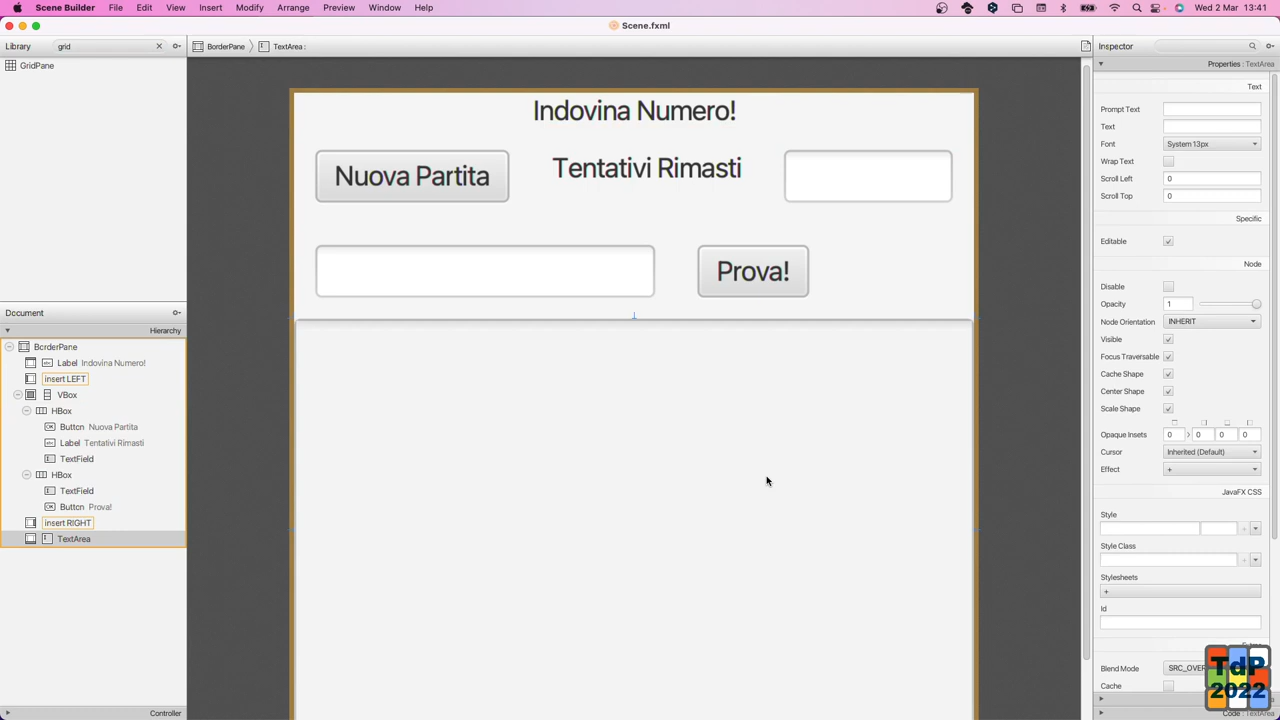 Scene Builder File Edit View Insert Modify Arrange Preview Window Help Wed 2 Mar 13:41
Scene.fxml
Library grid
BorderPane TextArea :
Inspector
GridPane
Properties : TextArea
Text
Prompt Text
Text
Font System 13px
Wrap Text
Scroll Left 0
Scroll Top 0
Specific
Editable
Node
Disable
Opacity 1
Node Orientation INHERIT
Visible
Focus Traversable
Cache Shape
Center Shape
Scale Shape
Opaque Insets 0 0 0 0
Cursor Inherited (Default)
Effect +
JavaFX CSS
Style
Style Class
Stylesheets
+
Id
Blend Mode SRC_OVER
Cache
Code : TextArea
Indovina Numero!
Nuova Partita Tentativi Rimasti
Prova!
Document
Hierarchy
BorderPane
Label Indovina Numero!
insert LEFT
VBox
HBox
Button Nuova Partita
Label Tentativi Rimasti
TextField
HBox
TextField
Button Prova!
insert RIGHT
TextArea
Controller
TdP
2022